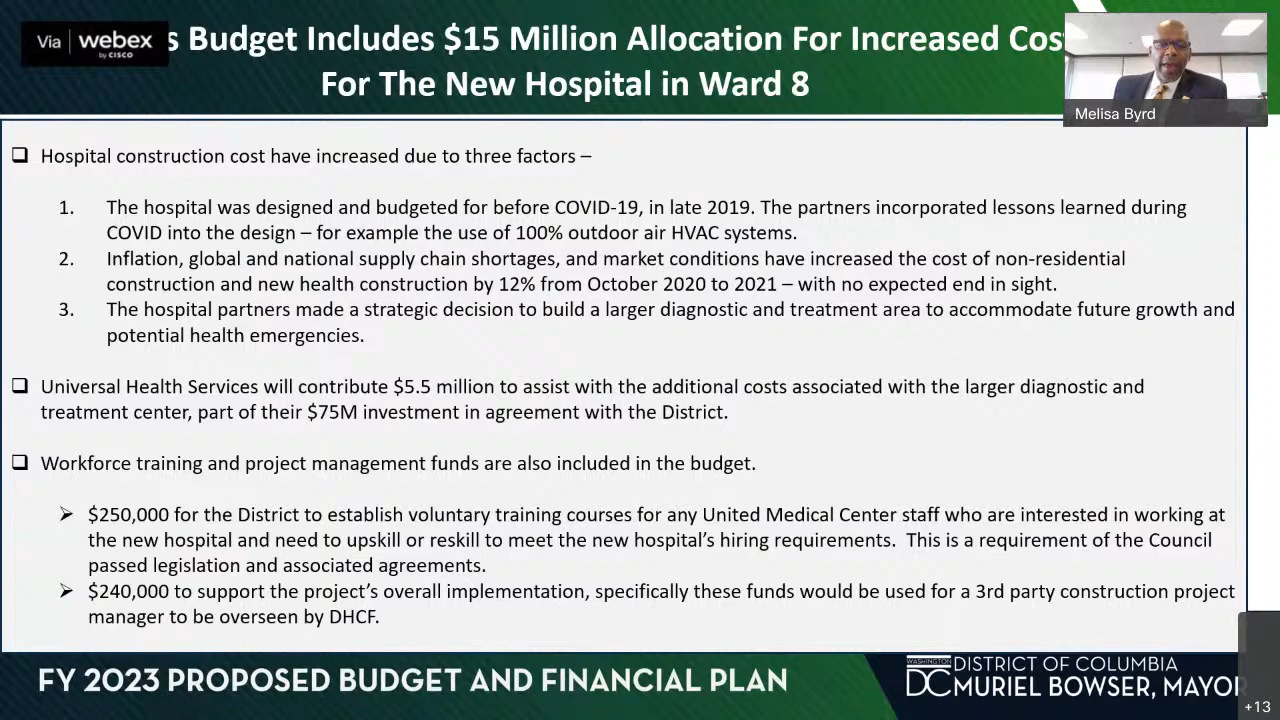 Via webex
by CISCO
s Budget Includes $15 Million Allocation For Increased Cos
For The New Hospital in Ward 8
Melisa Byrd
❑ Hospital construction cost have increased due to three factors –
1. The hospital was designed and budgeted for before COVID-19, in late 2019. The partners incorporated lessons learned during
COVID into the design – for example the use of 100% outdoor air HVAC systems.
2. Inflation, global and national supply chain shortages, and market conditions have increased the cost of non-residential
construction and new health construction by 12% from October 2020 to 2021 – with no expected end in sight.
3. The hospital partners made a strategic decision to build a larger diagnostic and treatment area to accommodate future growth and
potential health emergencies.
❑ Universal Health Services will contribute $5.5 million to assist with the additional costs associated with the larger diagnostic and
treatment center, part of their $75M investment in agreement with the District.
❑ Workforce training and project management funds are also included in the budget.
➢ $250,000 for the District to establish voluntary training courses for any United Medical Center staff who are interested in working at
the new hospital and need to upskill or reskill to meet the new hospital's hiring requirements.  This is a requirement of the Council
passed legislation and associated agreements.
➢ $240,000 to support the project's overall implementation, specifically these funds would be used for a 3rd party construction project
manager to be overseen by DHCF.
FY 2023 PROPOSED BUDGET AND FINANCIAL PLAN
WASHINGTON
DC
DISTRICT OF COLUMBIA
MURIEL BOWSER, MAYOR
+13